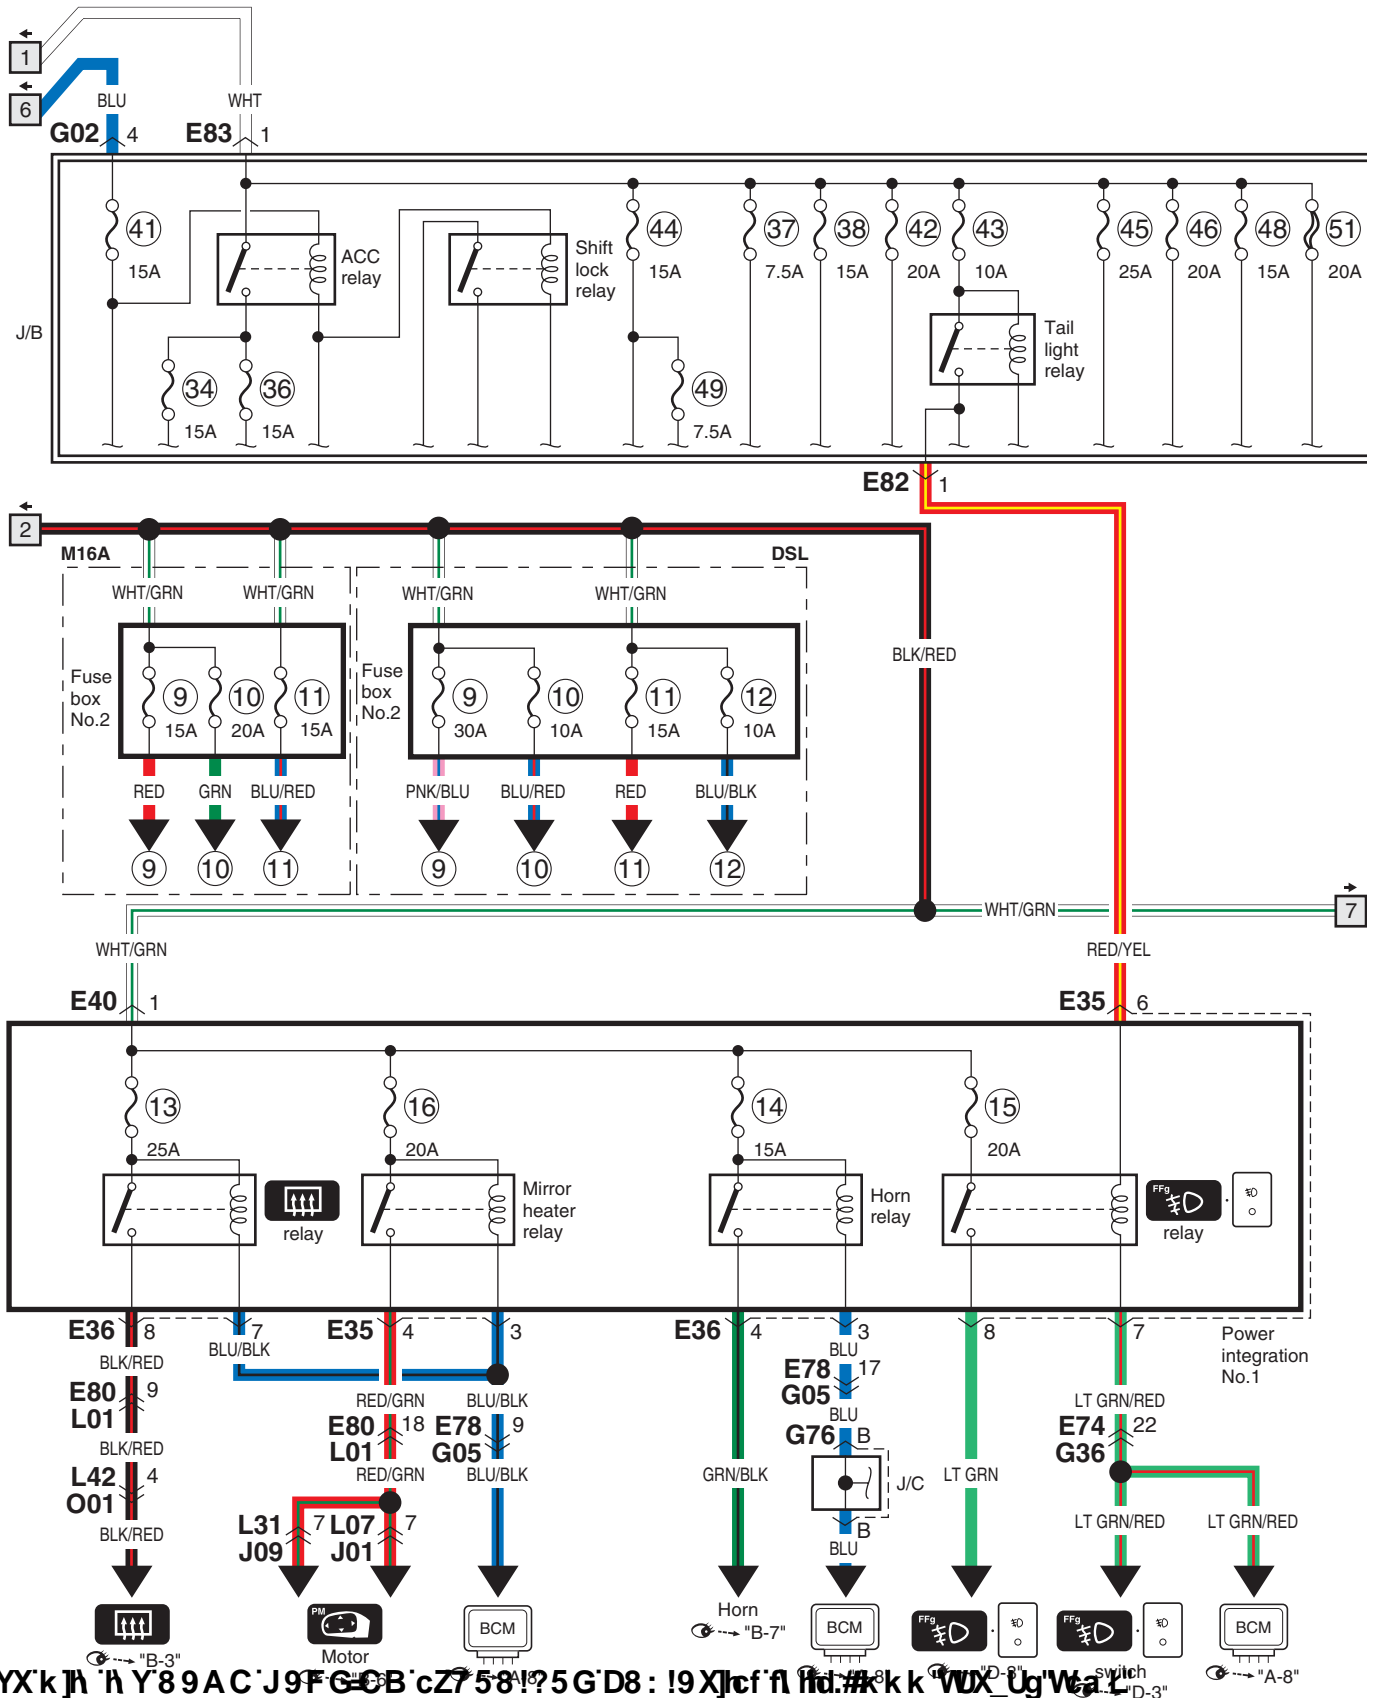 1
6
BLU
WHT
G02 4
E83 1
41
15A
ACC
relay
Shift
lock
relay
44
15A
37
7.5A
38
15A
42
20A
43
10A
45
25A
46
20A
48
15A
51
20A
J/B
34
15A
36
15A
49
7.5A
Tail
light
relay
E82 1
2
M16A
DSL
WHT/GRN
WHT/GRN
WHT/GRN
WHT/GRN
BLK/RED
Fuse
box
No.2
9
15A
10
20A
11
15A
Fuse
box
No.2
9
30A
10
10A
11
15A
12
10A
RED
GRN
BLU/RED
PNK/BLU
BLU/RED
RED
BLU/BLK
9
10
11
9
10
11
12
WHT/GRN
7
WHT/GRN
RED/YEL
E40 1
E35 6
13
25A
16
20A
14
15A
15
20A
relay
Mirror
heater
relay
Horn
relay
FFg
relay
E36 8
7
E35 4
3
E36 4
3
8
7
Power
integration
No.1
BLK/RED
BLU/BLK
BLU
E80 9
L01
RED/GRN
BLU/BLK
E78 17
G05
LT GRN/RED
BLK/RED
E80 18
L01
E78 9
G05
BLU
G76 B
E74 22
G36
L42 4
O01
RED/GRN
BLU/BLK
GRN/BLK
J/C
LT GRN
BLK/RED
L31 7
J09
L07 7
J01
B
BLU
LT GRN/RED
LT GRN/RED
"B-3"
PM
Motor
BCM
Horn
"B-7"
BCM
FFg
"D-3"
FFg
switch
"D-3"
BCM
"A-8"